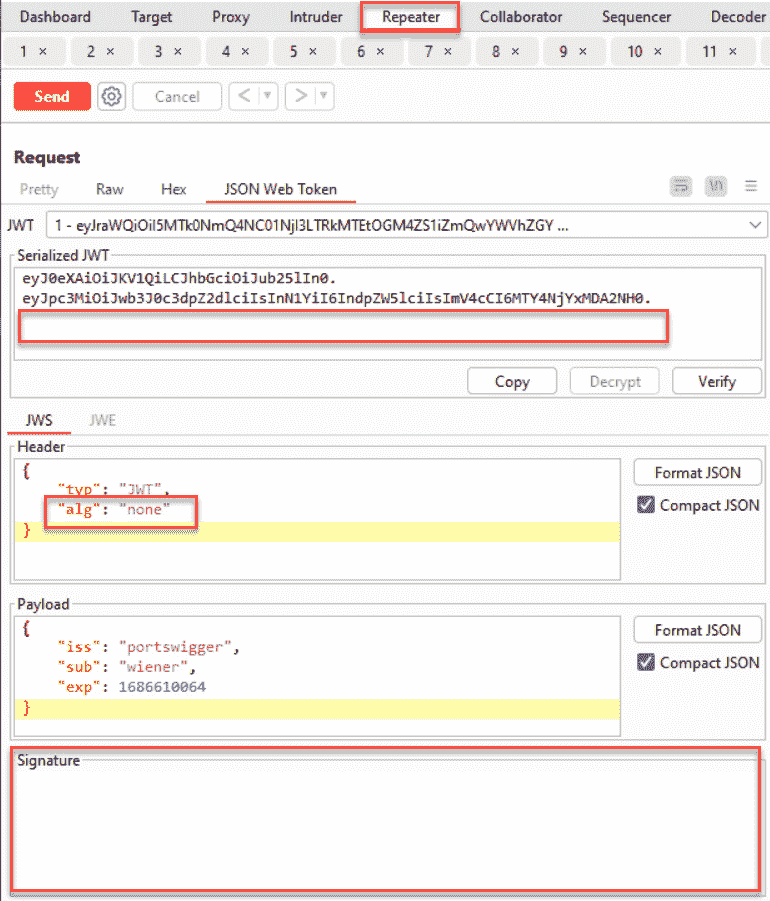 Dashboard Target Proxy Intruder Repeater Collaborator Sequencer Decoder
1 × 2 × 3 × 4 × 5 × 6 × 7 × 8 × 9 × 10 × 11 ×
Send Cancel < ▾ > ▾
Request
Pretty Raw Hex JSON Web Token \n
JWT 1 - eyJraWQiOiI5MTk0NmQ4NC01NjI3LTRkMTEtOGM4ZS1iZmQwYWVhZGY ...
Serialized JWT
eyJ0eXAiOiJKV1QiLCJhbGciOiJub25lIn0.
eyJpc3MiOiJwb3J0c3dpZ2dlciIsInN1YiI6IndpZW5lciIsImV4cCI6MTY4NjYxMDA2NH0.
Copy Decrypt Verify
JWS JWE
Header
{
"typ": "JWT",
"alg": "none"
}
Format JSON
Compact JSON
Payload
{
"iss": "portswigger",
"sub": "wiener",
"exp": 1686610064
}
Format JSON
Compact JSON
Signature